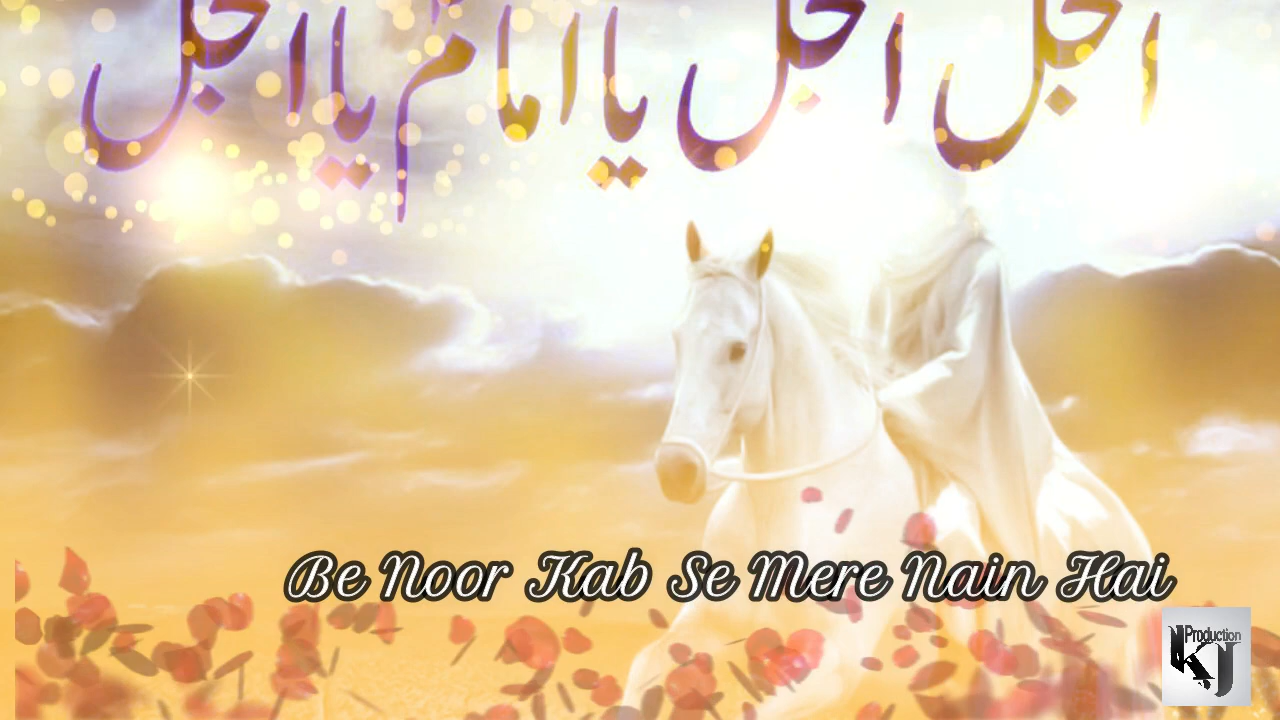 اجل اجل یا امام یا اجل
Be Noor Kab Se Mere Nain Hai
Production
KJ